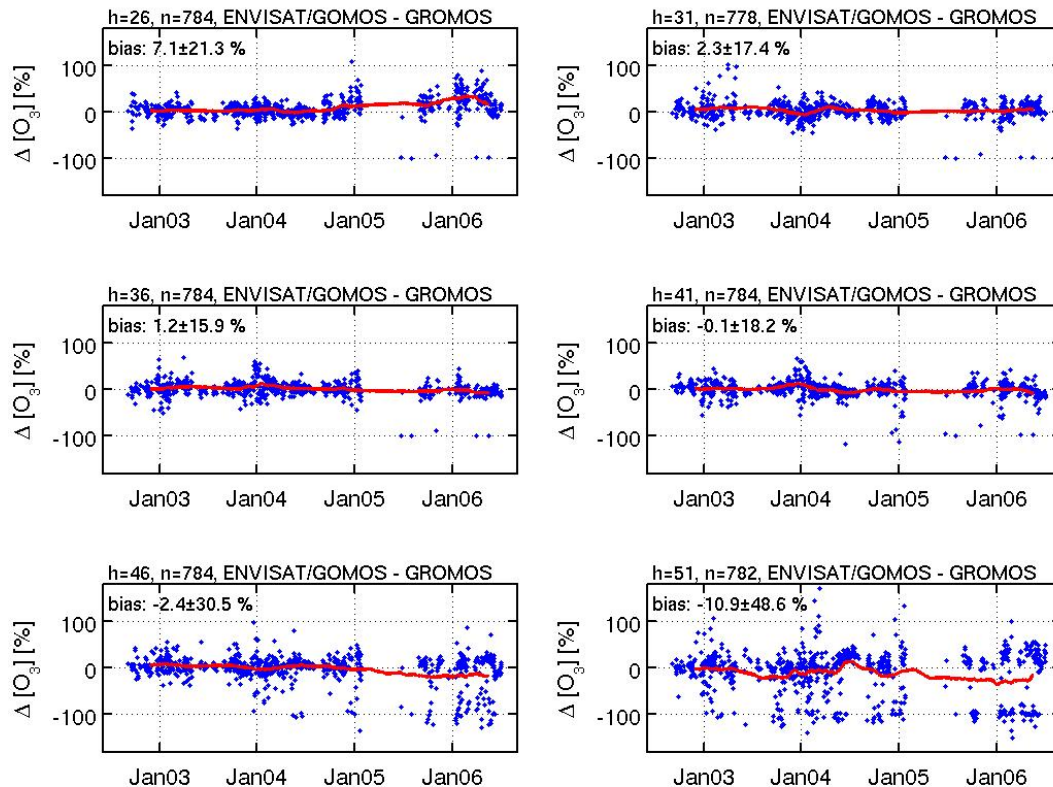 h=26, n=784, ENVISAT/GOMOS - GROMOS
bias: 7.1±21.3 %
100
0
-100
Δ [O₃] [%]
Jan03 Jan04 Jan05 Jan06
h=31, n=778, ENVISAT/GOMOS - GROMOS
bias: 2.3±17.4 %
100
0
-100
Δ [O₃] [%]
Jan03 Jan04 Jan05 Jan06
h=36, n=784, ENVISAT/GOMOS - GROMOS
bias: 1.2±15.9 %
100
0
-100
Δ [O₃] [%]
Jan03 Jan04 Jan05 Jan06
h=41, n=784, ENVISAT/GOMOS - GROMOS
bias: -0.1±18.2 %
100
0
-100
Δ [O₃] [%]
Jan03 Jan04 Jan05 Jan06
h=46, n=784, ENVISAT/GOMOS - GROMOS
bias: -2.4±30.5 %
100
0
-100
Δ [O₃] [%]
Jan03 Jan04 Jan05 Jan06
h=51, n=782, ENVISAT/GOMOS - GROMOS
bias: -10.9±48.6 %
100
0
-100
Δ [O₃] [%]
Jan03 Jan04 Jan05 Jan06